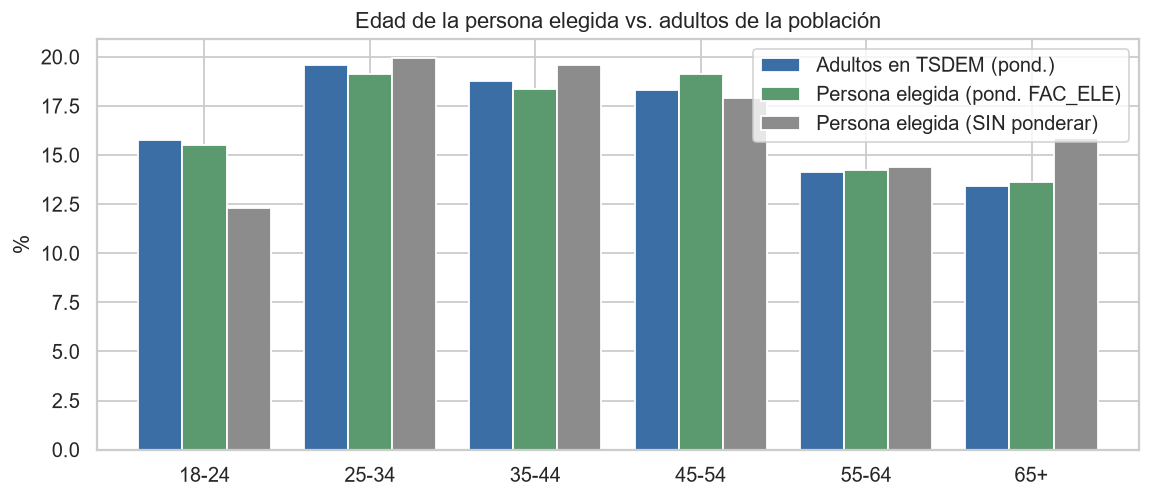 Edad de la persona elegida vs. adultos de la población
Adultos en TSDEM (pond.)
Persona elegida (pond. FAC_ELE)
Persona elegida (SIN ponderar)
%
20.0
17.5
15.0
12.5
10.0
7.5
5.0
2.5
0.0
18-24 25-34 35-44 45-54 55-64 65+